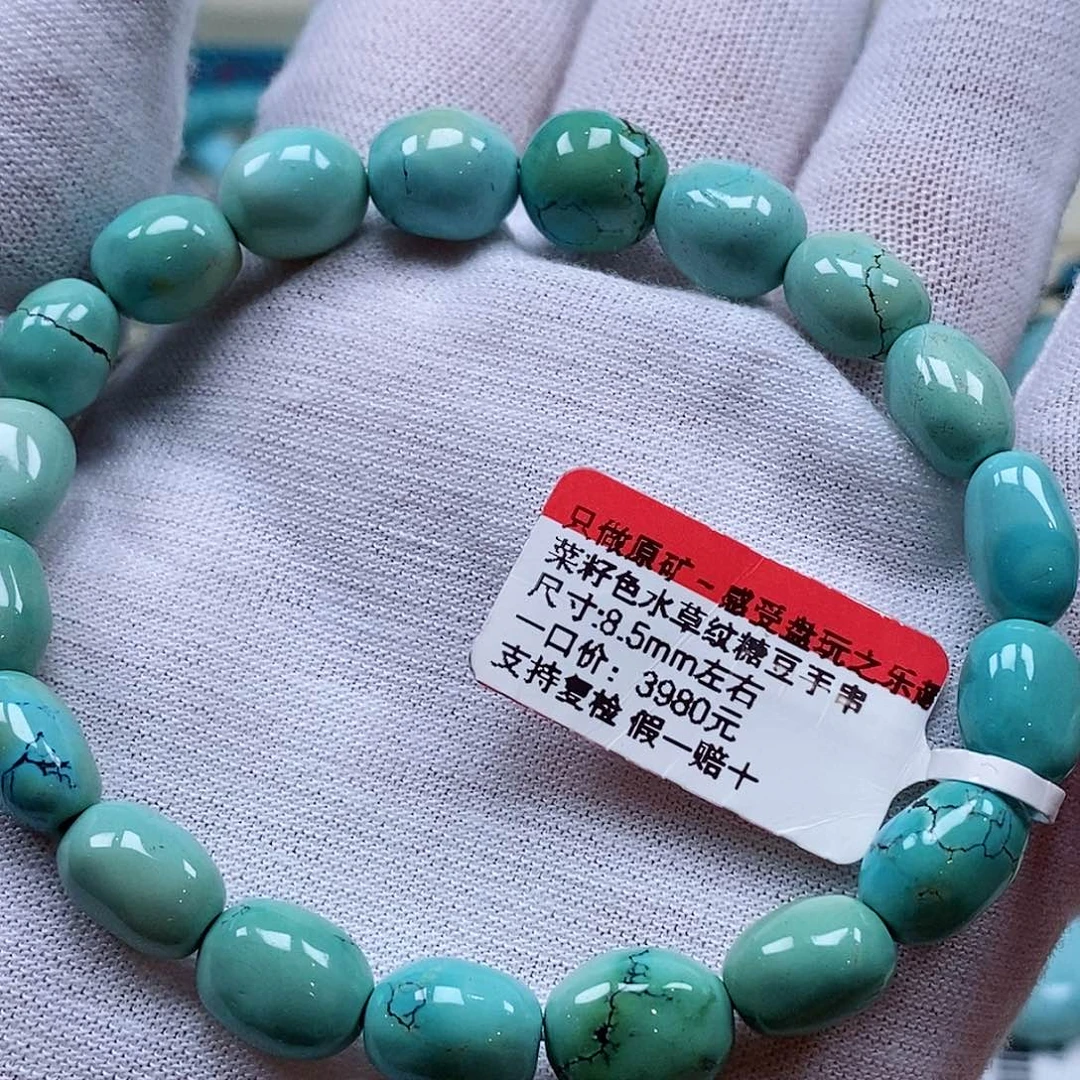 只做原矿-感受盘玩之乐趣
菜籽色水草纹糖豆手串
尺寸:8.5mm左右
一口价：3980元
支持复检 假一赔十